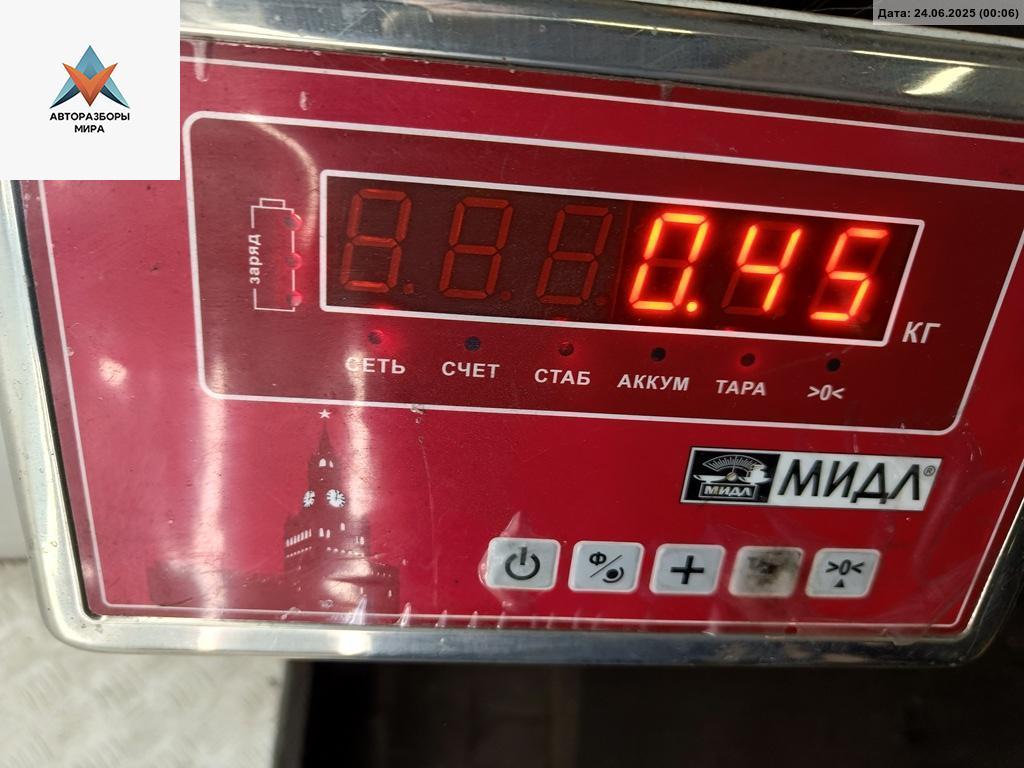 Дата: 24.06.2025 (00:06)
АВТОРАЗБОРЫ
МИРА
заряд
0.45
КГ
СЕТЬ СЧЕТ СТАБ АККУМ ТАРА >0<
МИДЛ МИДЛ®
Ф/
+
>0<